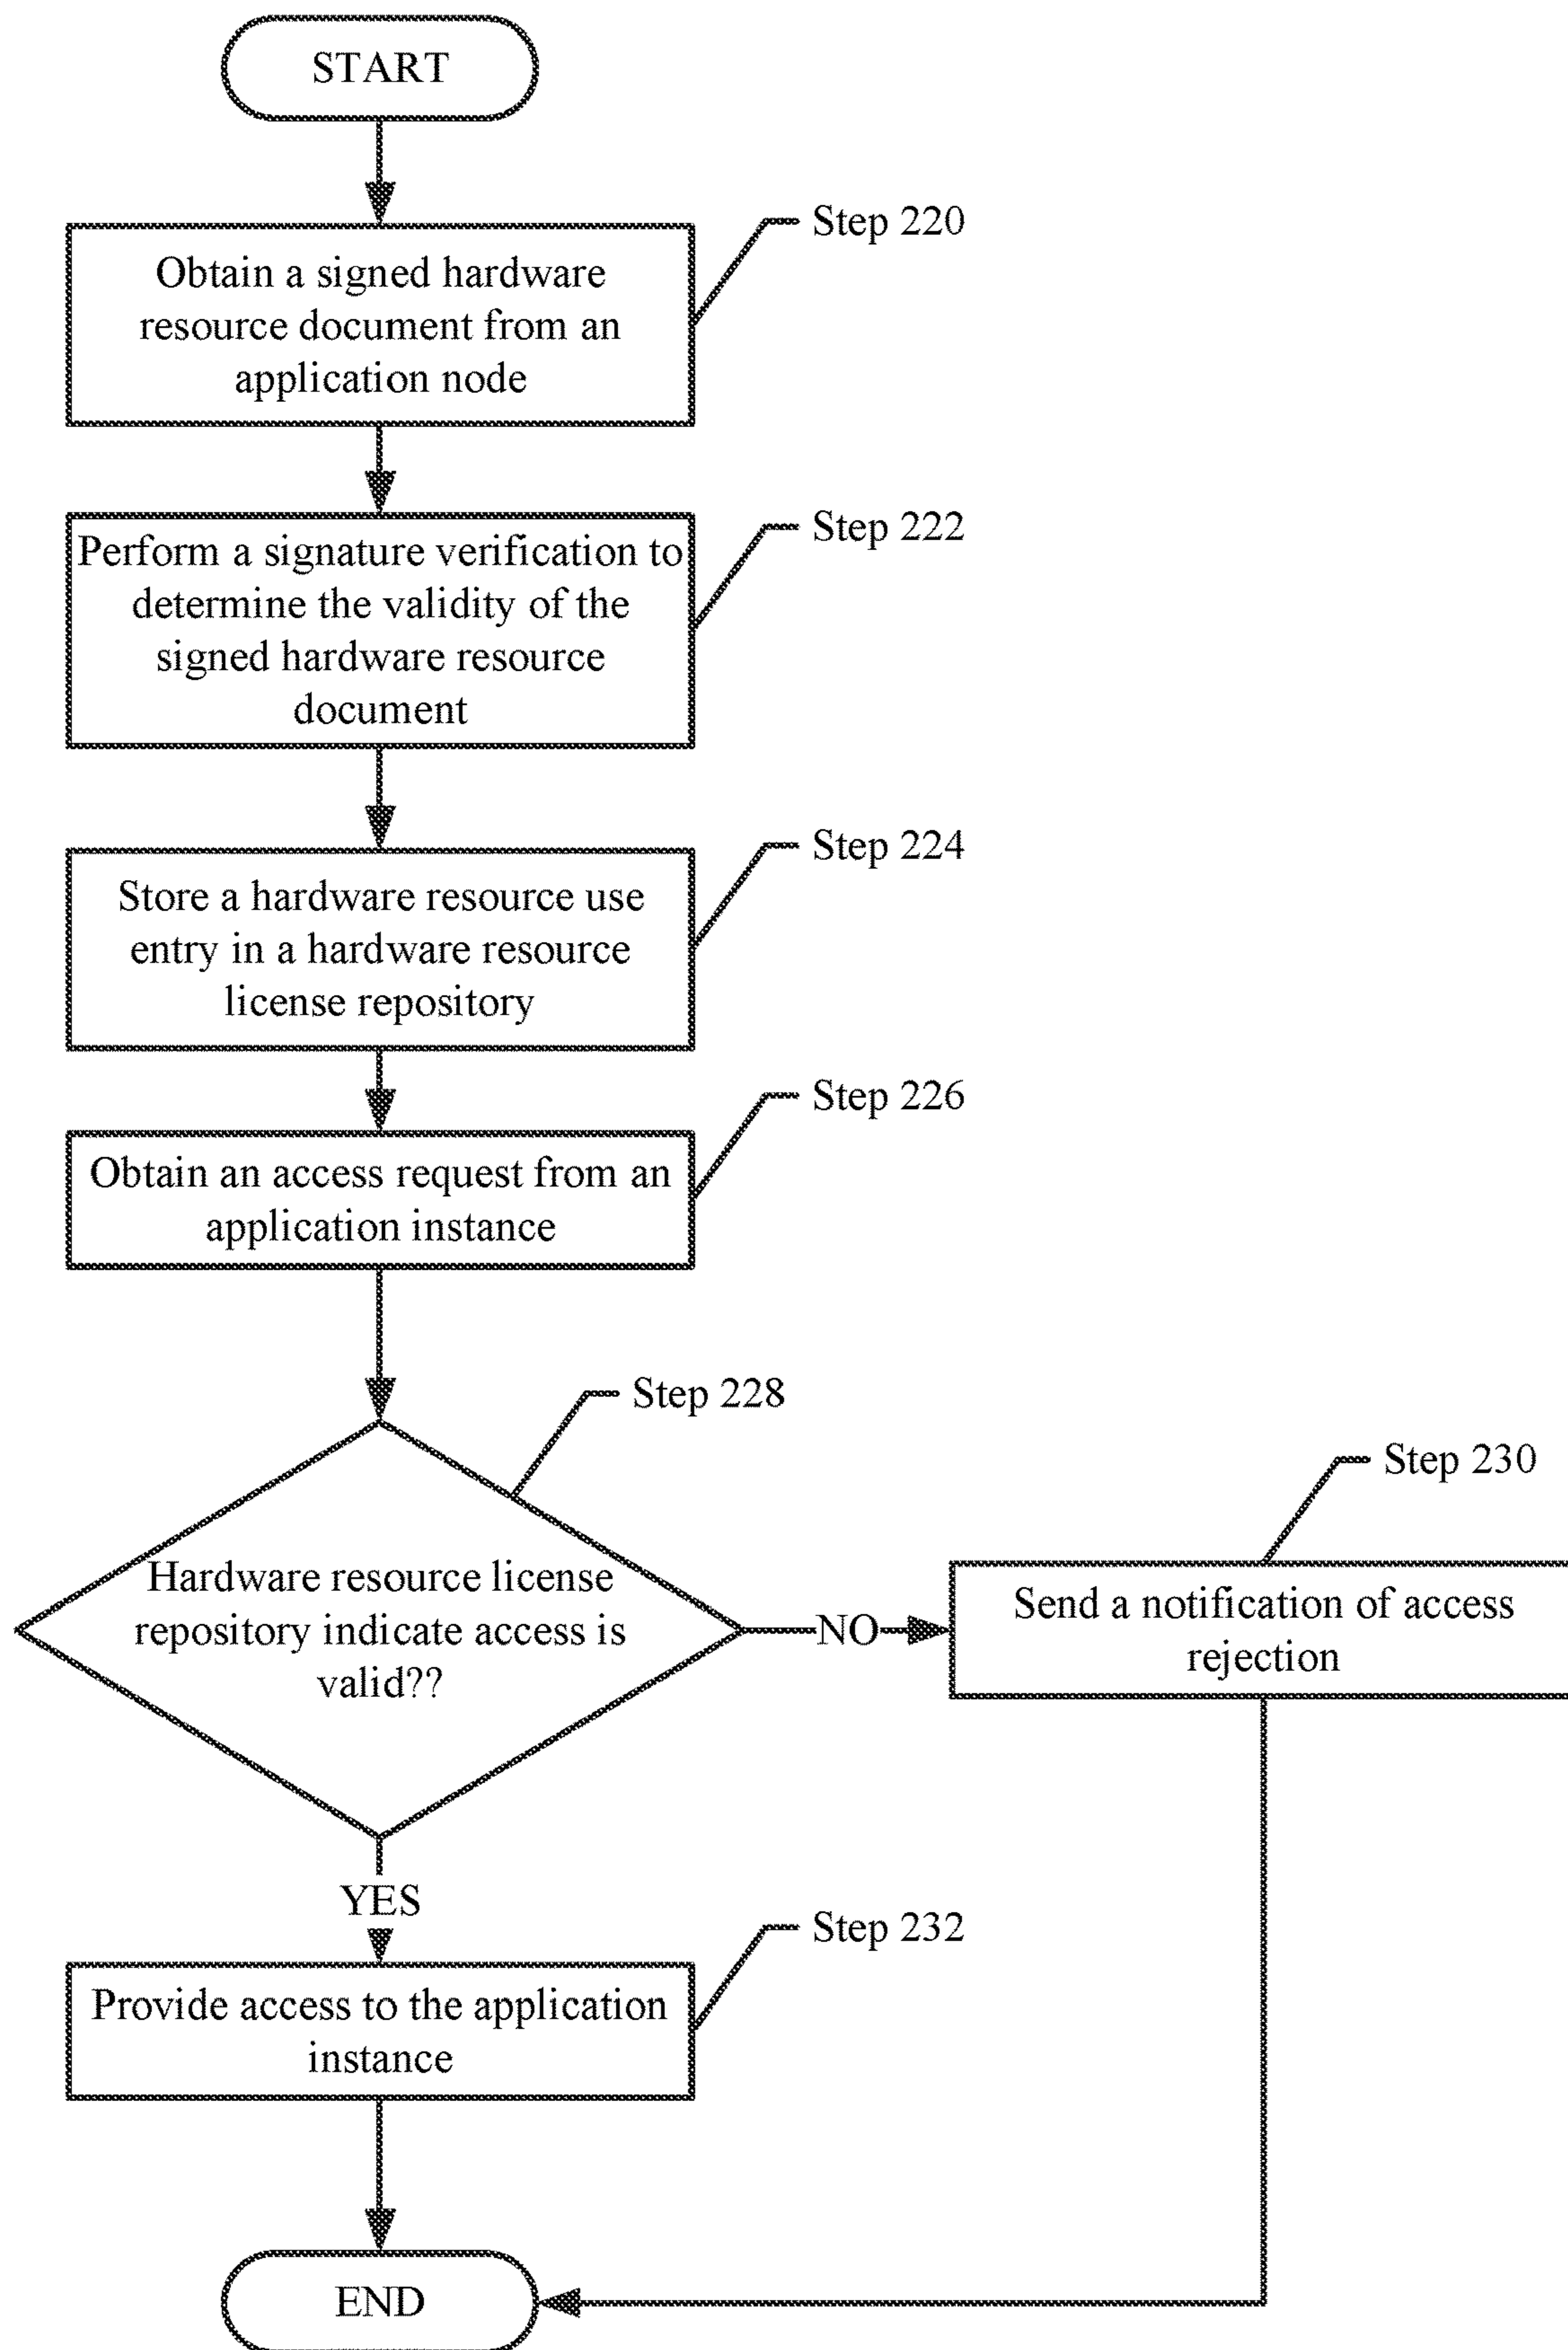 START
Step 220
Obtain a signed hardware
resource document from an
application node
Step 222
Perform a signature verification to
determine the validity of the
signed hardware resource
document
Step 224
Store a hardware resource use
entry in a hardware resource
license repository
Step 226
Obtain an access request from an
application instance
Step 228
Hardware resource license
repository indicate access is
valid??
NO
Step 230
Send a notification of access
rejection
YES
Step 232
Provide access to the application
instance
END